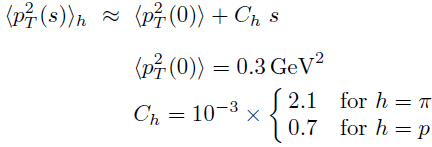 ⟨p_T^2(s)⟩_h ≈ ⟨p_T^2(0)⟩ + C_h s
⟨p_T^2(0)⟩ = 0.3 GeV^2
C_h = 10^{-3} × { 2.1 for h = π
0.7 for h = p